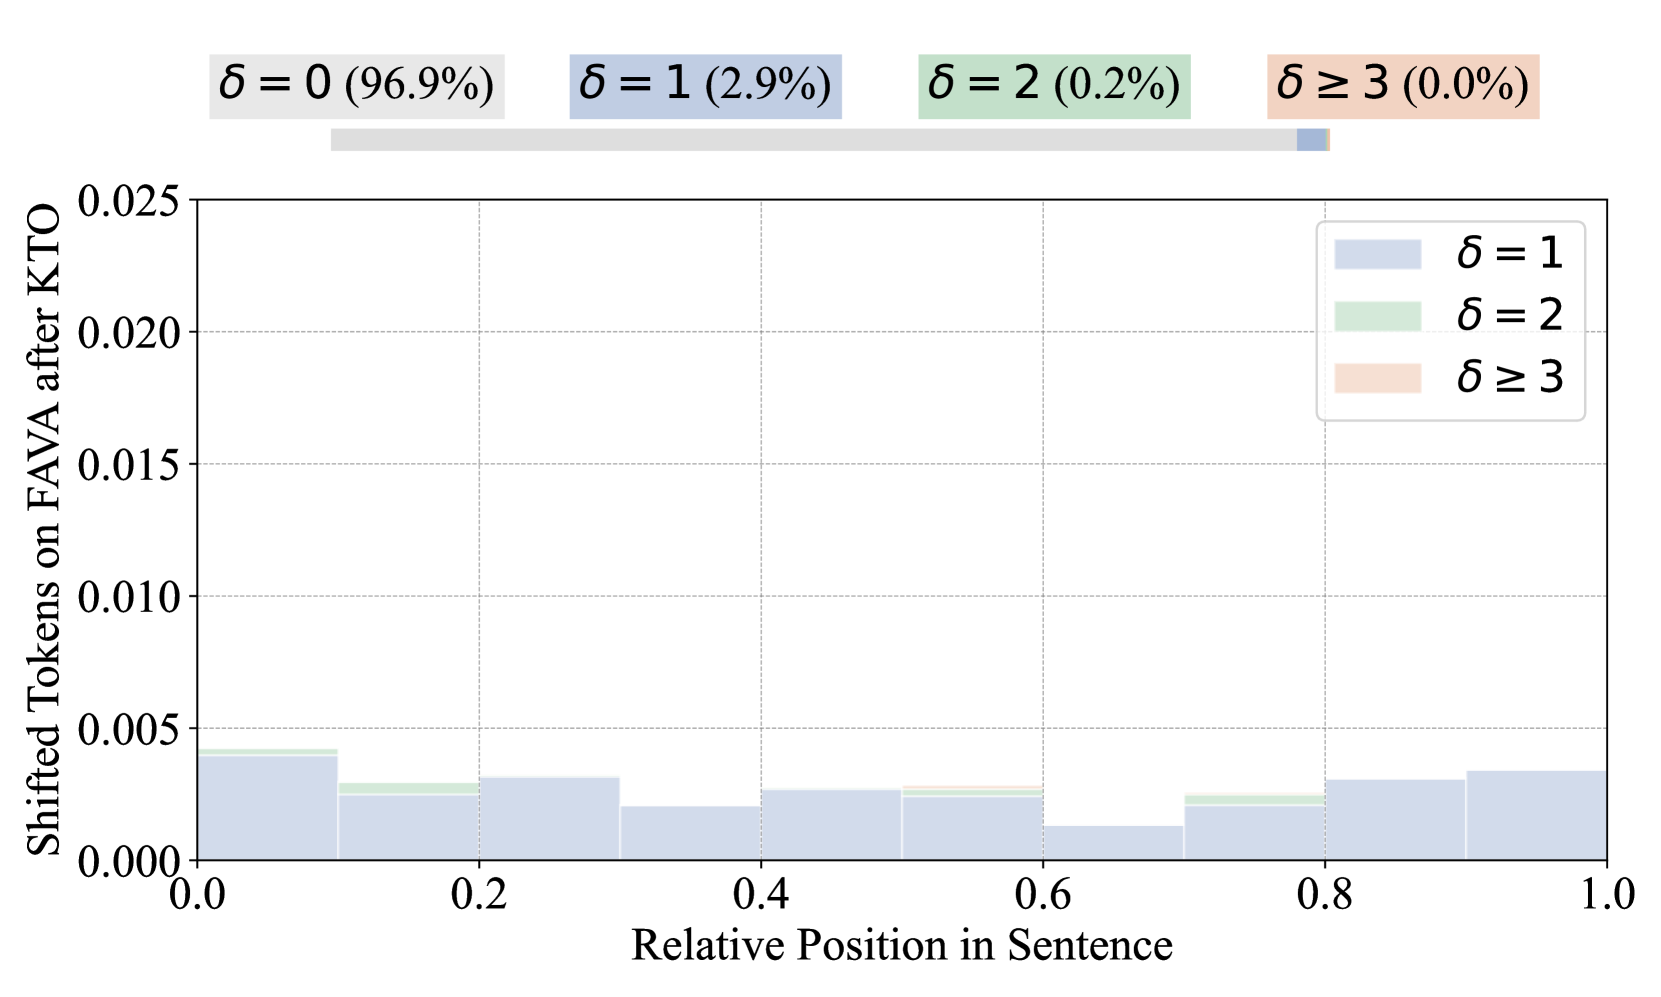 δ = 0 (96.9%) δ = 1 (2.9%) δ = 2 (0.2%) δ ≥ 3 (0.0%)
Shifted Tokens on FAVA after KTO
0.025
0.020
0.015
0.010
0.005
0.000
δ = 1
δ = 2
δ ≥ 3
0.0 0.2 0.4 0.6 0.8 1.0
Relative Position in Sentence